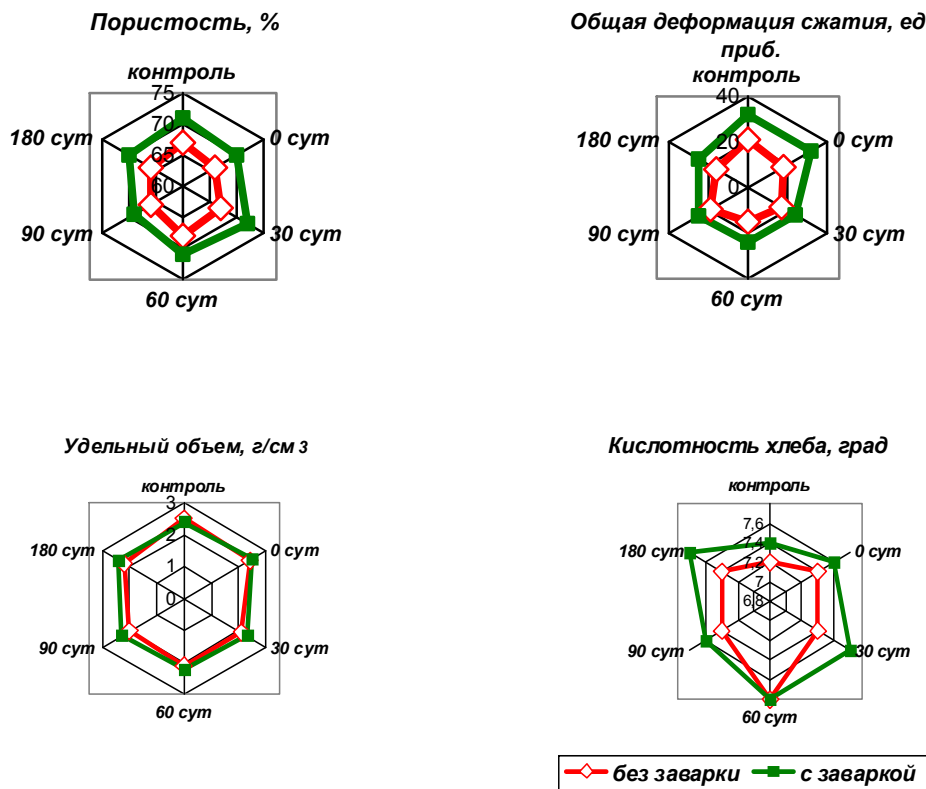 Пористость, %
контроль
75
70
65
60
0 сут
30 сут
60 сут
90 сут
180 сут
Общая деформация сжатия, ед
приб.
контроль
40
20
0
0 сут
30 сут
60 сут
90 сут
180 сут
Удельный объем, г/см 3
контроль
3
2
1
0
0 сут
30 сут
60 сут
90 сут
180 сут
Кислотность хлеба, град
контроль
7,6
7,4
7,2
7
6,8
0 сут
30 сут
60 сут
90 сут
180 сут
без заварки с заваркой